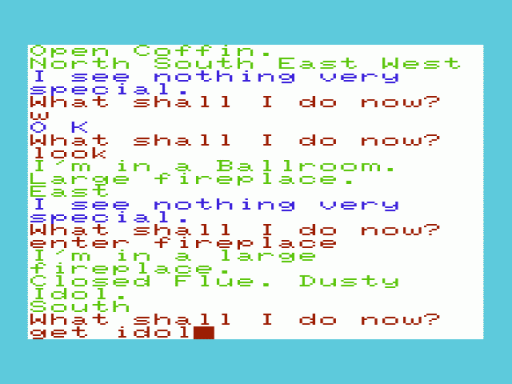 Open Coffin.
North South East West
I see nothing very
special.
What shall I do now?
w
O K
What shall I do now?
look
I'm in a Ballroom.
Large fireplace.
East
I see nothing very
special.
What shall I do now?
enter fireplace
I'm in a large
fireplace.
Closed Flue. Dusty
Idol.
South
What shall I do now?
get idol